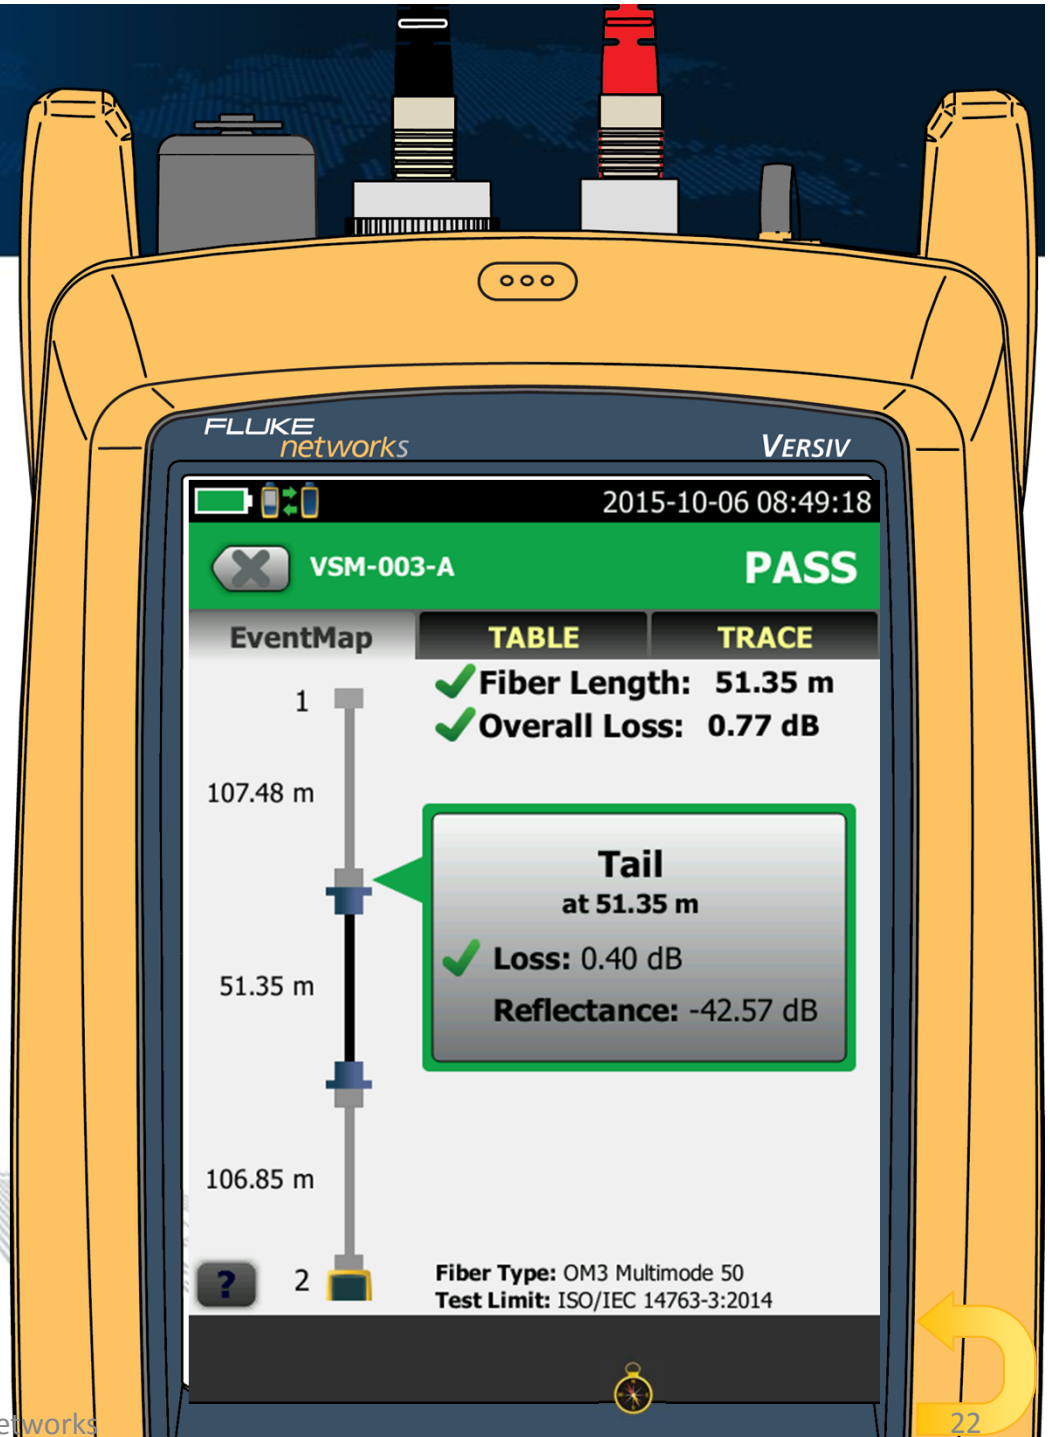 FLUKE
networks
VERSIV
2015-10-06 08:49:18
VSM-003-A
PASS
EventMap
TABLE
TRACE
1
Fiber Length: 51.35 m
Overall Loss: 0.77 dB
107.48 m
Tail
at 51.35 m
Loss: 0.40 dB
Reflectance: -42.57 dB
51.35 m
106.85 m
?
2
Fiber Type: OM3 Multimode 50
Test Limit: ISO/IEC 14763-3:2014
etworks
22